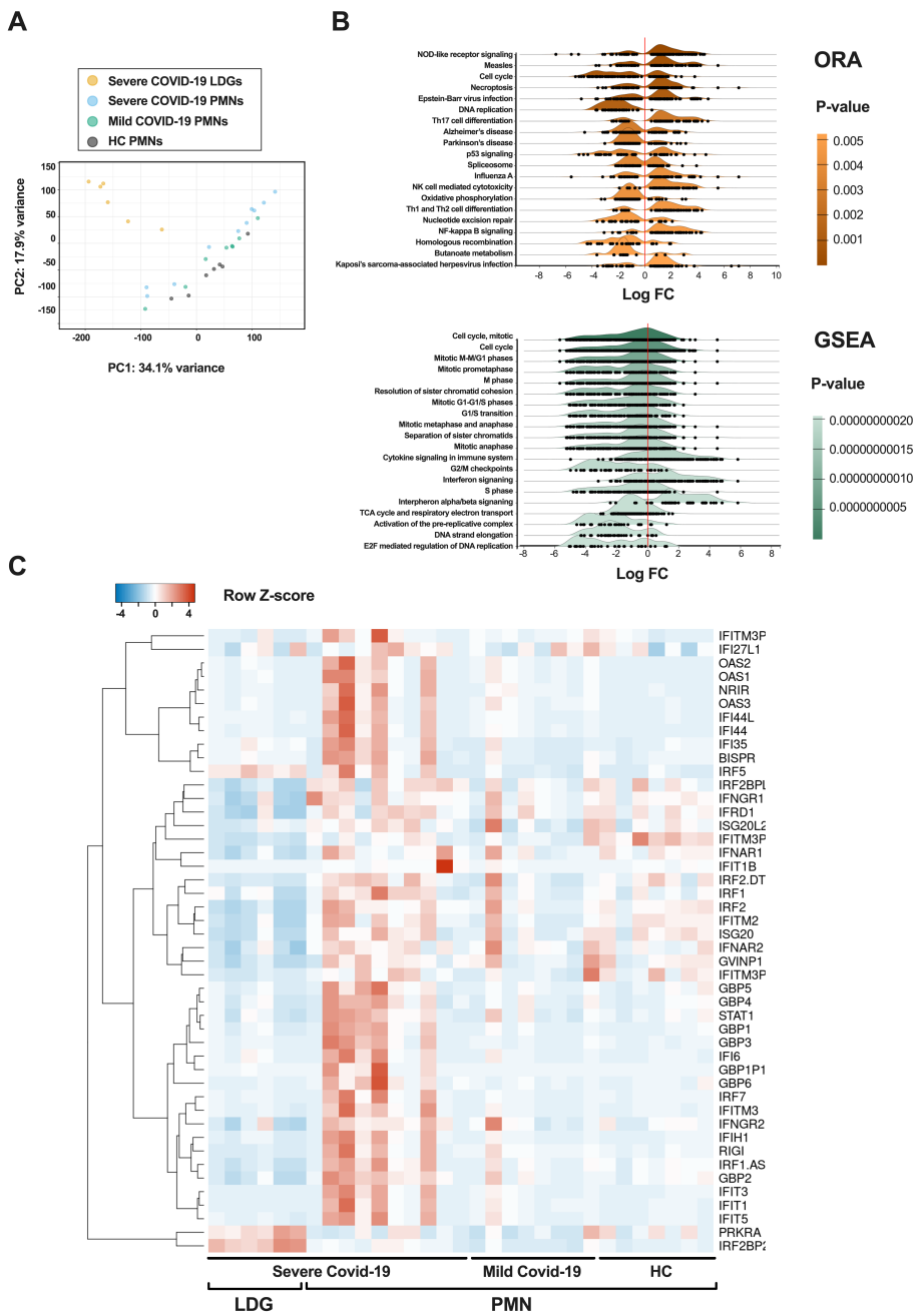 A
Severe COVID-19 LDGs
Severe COVID-19 PMNs
Mild COVID-19 PMNs
HC PMNs
150
100
50
0
-50
-100
-150
-200
-100
0
100
PC2: 17.9% variance
PC1: 34.1% variance
B
NOD-like receptor signaling
Measles
Cell cycle
Necroptosis
Epstein-Barr virus infection
DNA replication
Th17 cell differentiation
Alzheimer's disease
Parkinson's disease
p53 signaling
Spliceosome
Influenza A
NK cell mediated cytotoxicity
Oxidative phosphorylation
Th1 and Th2 cell differentiation
Nucleotide excision repair
NF-kappa B signaling
Homologous recombination
Butanoate metabolism
Kaposi's sarcoma-associated herpesvirus infection
-8 -6 -4 -2 0 2 4 6 8 10
Log FC
ORA
P-value
0.005
0.004
0.003
0.002
0.001
Cell cycle, mitotic
Cell cycle
Mitotic M-M/G1 phases
Mitotic prometaphase
M phase
Resolution of sister chromatid cohesion
Mitotic G1-G1/S phases
G1/S transition
Mitotic metaphase and anaphase
Separation of sister chromatids
Mitotic anaphase
Cytokine signaling in immune system
G2/M checkpoints
Interferon signaning
S phase
Interpheron alpha/beta signaning
TCA cycle and respiratory electron transport
Activation of the pre-replicative complex
DNA strand elongation
E2F mediated regulation of DNA replication
-8 -6 -4 -2 0 2 4 6 8
Log FC
GSEA
P-value
0.00000000020
0.00000000015
0.00000000010
0.00000000005
C
-4 0 4
Row Z-score
IFITM3P
IFI27L1
OAS2
OAS1
NRIR
OAS3
IFI44L
IFI44
IFI35
BISPR
IRF5
IRF2BPL
IFNGR1
IFRD1
ISG20L2
IFITM3P
IFNAR1
IFIT1B
IRF2.DT
IRF1
IRF2
IFITM2
ISG20
IFNAR2
GVINP1
IFITM3P
GBP5
GBP4
STAT1
GBP1
GBP3
IFI6
GBP1P1
GBP6
IRF7
IFITM3
IFNGR2
IFIH1
RIGI
IRF1.AS
GBP2
IFIT3
IFIT1
IFIT5
PRKRA
IRF2BP2
Severe Covid-19
Mild Covid-19
HC
LDG
PMN